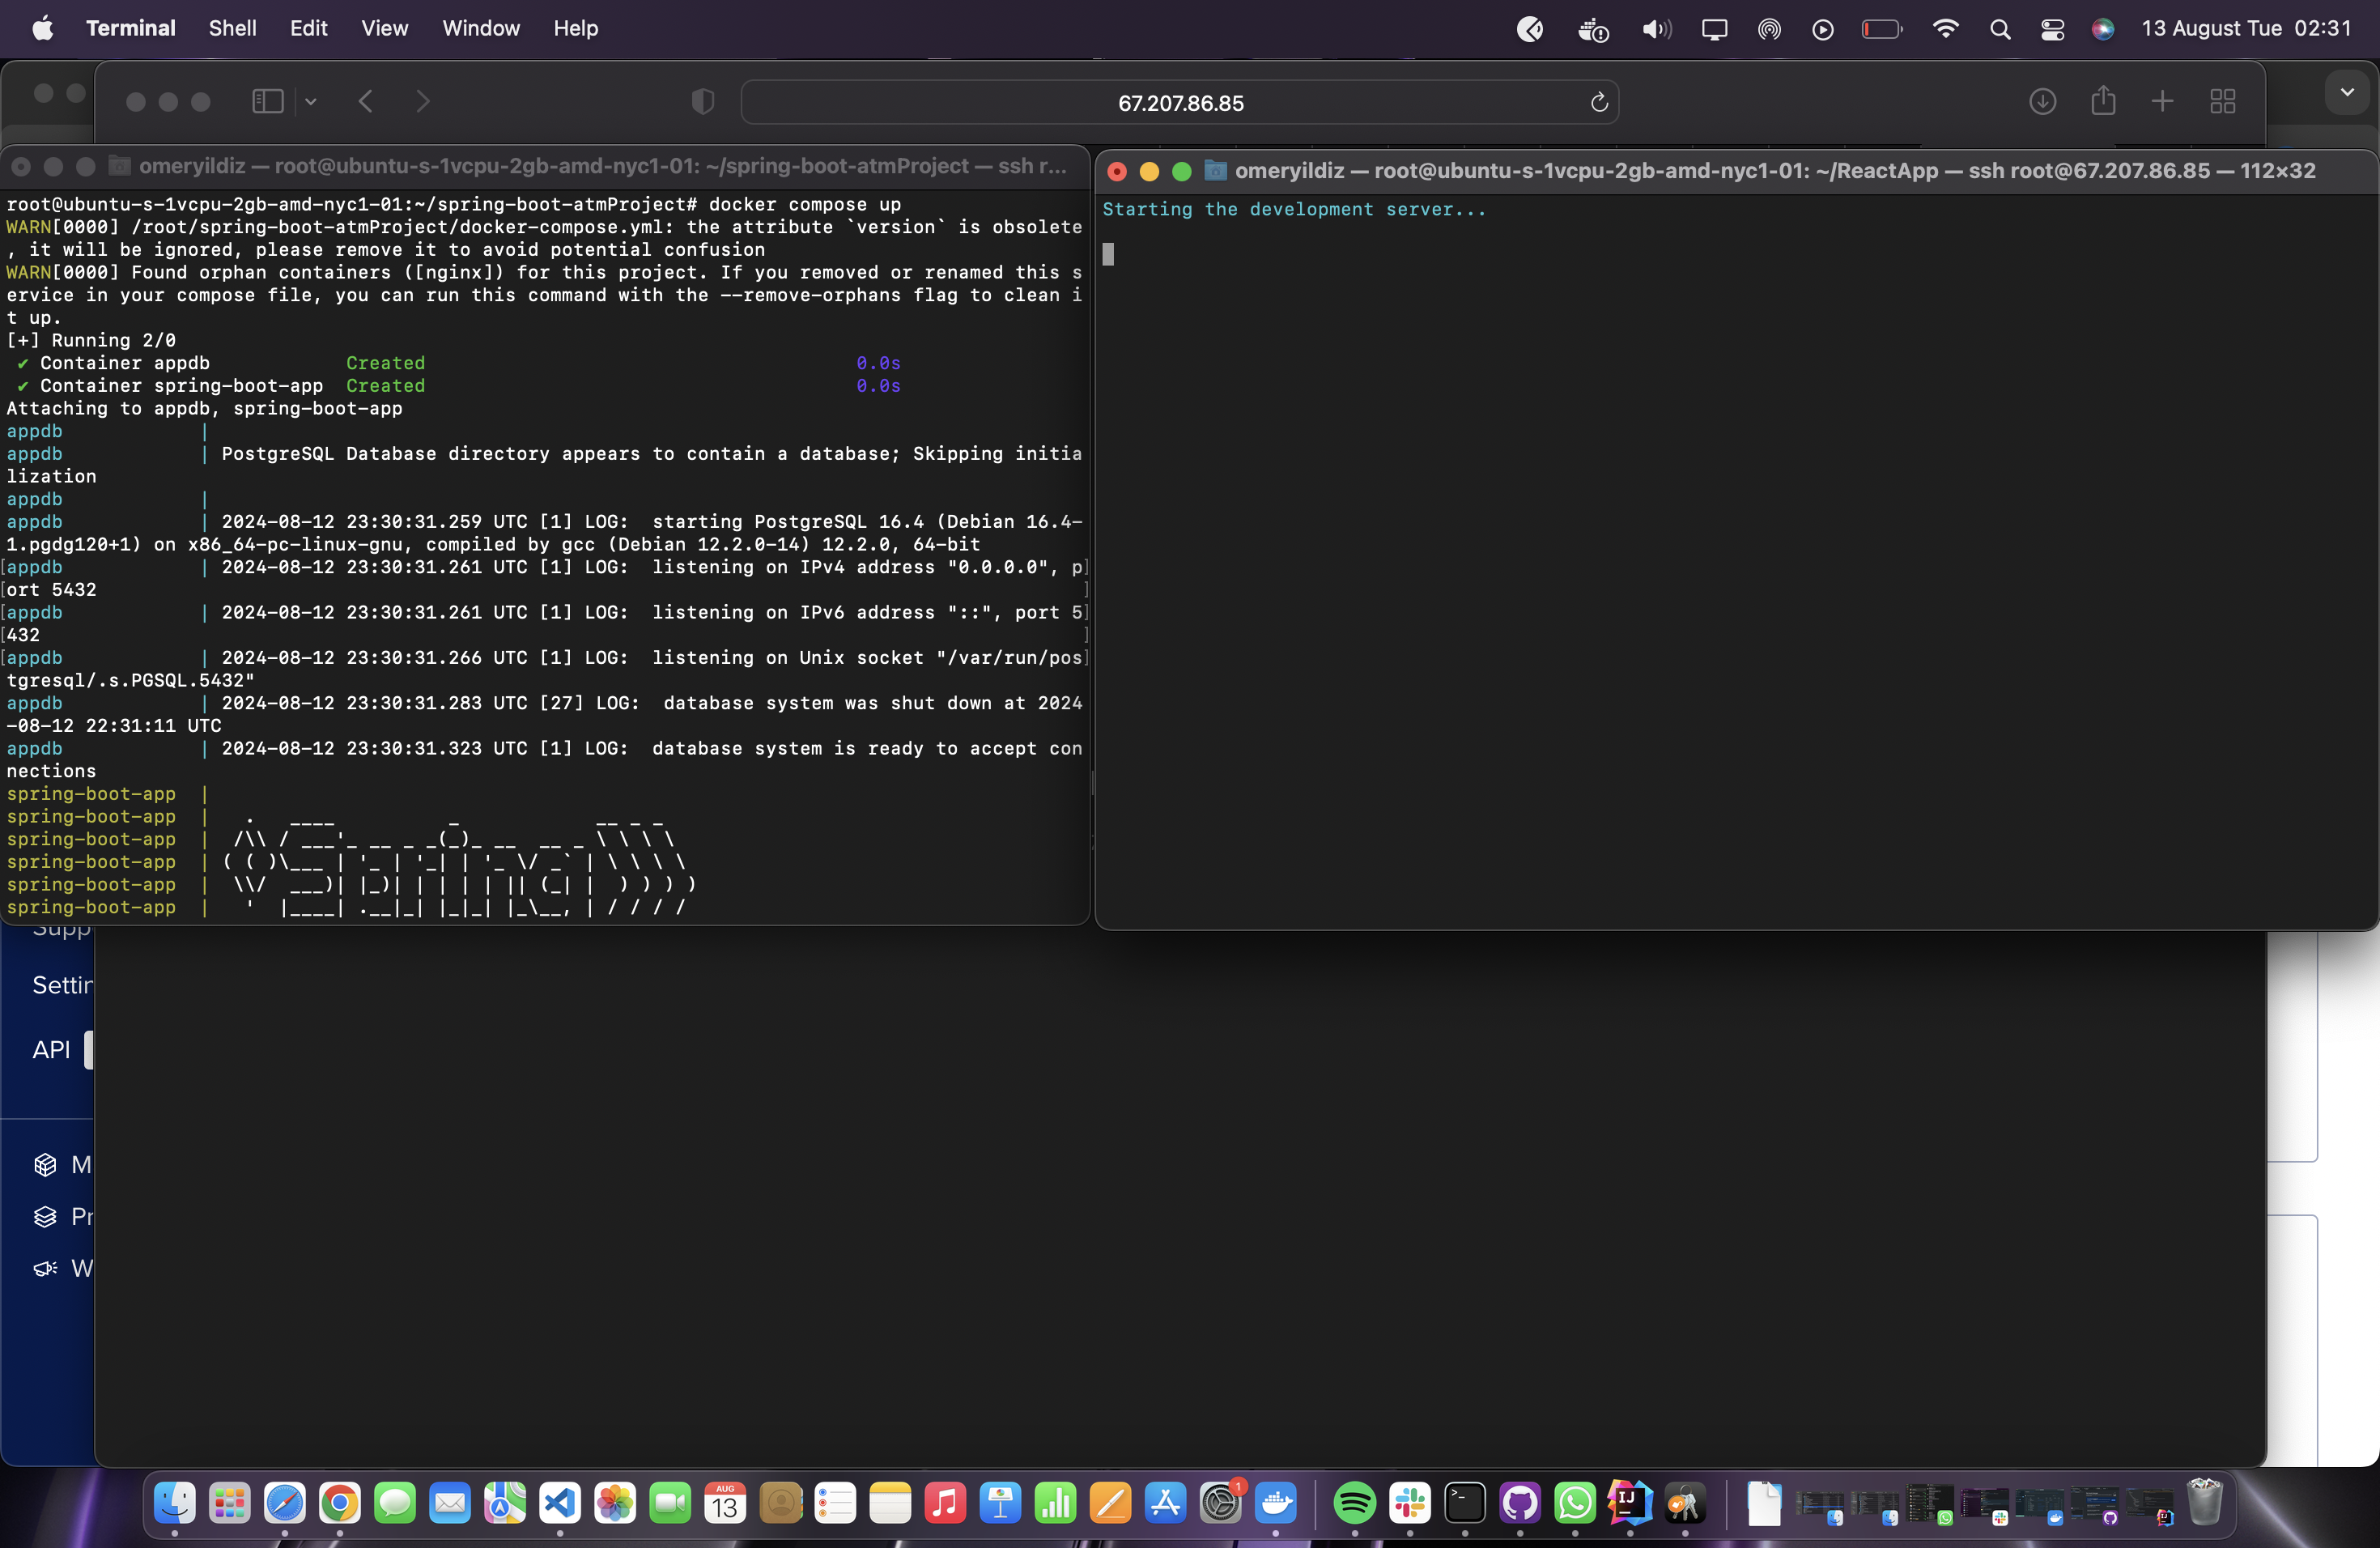 Terminal Shell Edit View Window Help 13 August Tue 02:31
67.207.86.85
omeryildiz — root@ubuntu-s-1vcpu-2gb-amd-nyc1-01: ~/spring-boot-atmProject — ssh r...
root@ubuntu-s-1vcpu-2gb-amd-nyc1-01:~/spring-boot-atmProject# docker compose up
WARN[0000] /root/spring-boot-atmProject/docker-compose.yml: the attribute `version` is obsolete
, it will be ignored, please remove it to avoid potential confusion
WARN[0000] Found orphan containers ([nginx]) for this project. If you removed or renamed this s
ervice in your compose file, you can run this command with the --remove-orphans flag to clean i
t up.
[+] Running 2/0
✔ Container appdb Created 0.0s
✔ Container spring-boot-app Created 0.0s
Attaching to appdb, spring-boot-app
appdb |
appdb | PostgreSQL Database directory appears to contain a database; Skipping initia
lization
appdb |
appdb | 2024-08-12 23:30:31.259 UTC [1] LOG: starting PostgreSQL 16.4 (Debian 16.4-
1.pgdg120+1) on x86_64-pc-linux-gnu, compiled by gcc (Debian 12.2.0-14) 12.2.0, 64-bit
[appdb | 2024-08-12 23:30:31.261 UTC [1] LOG: listening on IPv4 address "0.0.0.0", p]
[ort 5432 ]
[appdb | 2024-08-12 23:30:31.261 UTC [1] LOG: listening on IPv6 address "::", port 5]
[432 ]
[appdb | 2024-08-12 23:30:31.266 UTC [1] LOG: listening on Unix socket "/var/run/pos]
tgresql/.s.PGSQL.5432"
appdb | 2024-08-12 23:30:31.283 UTC [27] LOG: database system was shut down at 2024
-08-12 22:31:11 UTC
appdb | 2024-08-12 23:30:31.323 UTC [1] LOG: database system is ready to accept con
nections
spring-boot-app |
spring-boot-app |   .   ____          _            __ _ _
spring-boot-app |  /\\ / ___'_ __ _ _(_)_ __  __ _ \ \ \ \
spring-boot-app | ( ( )\___ | '_ | '_| | '_ \/ _` | \ \ \ \
spring-boot-app |  \\/  ___)| |_)| | | | | || (_| |  ) ) ) )
spring-boot-app |   '  |____| .__|_| |_|_| |_\__, | / / / /
omeryildiz — root@ubuntu-s-1vcpu-2gb-amd-nyc1-01: ~/ReactApp — ssh root@67.207.86.85 — 112×32
Starting the development server...
Supp
Settin
API
M
Pr
W
AUG
13
1
IJ